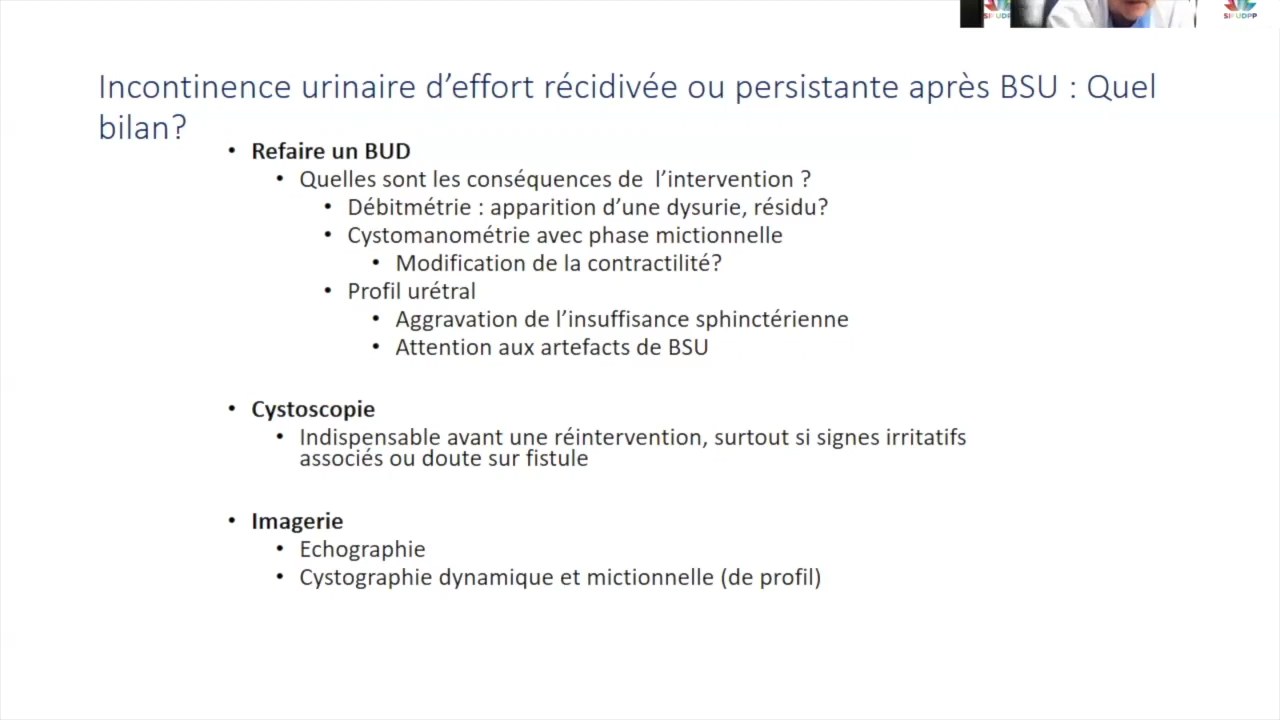 SIFUDPP
Incontinence urinaire d’effort récidivée ou persistante après BSU : Quel
bilan?
• Refaire un BUD
• Quelles sont les conséquences de l’intervention ?
• Débitmétrie : apparition d’une dysurie, résidu?
• Cystomanométrie avec phase mictionnelle
• Modification de la contractilité?
• Profil urétral
• Aggravation de l’insuffisance sphinctérienne
• Attention aux artefacts de BSU
• Cystoscopie
• Indispensable avant une réintervention, surtout si signes irritatifs
associés ou doute sur fistule
• Imagerie
• Echographie
• Cystographie dynamique et mictionnelle (de profil)